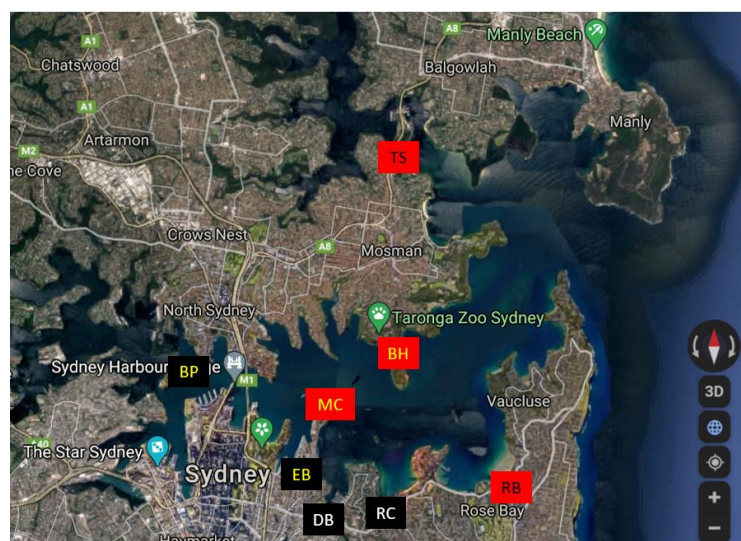 A8
Manly Beach
A1
Chatswood
Balgowlah
A1
Manly
Artarmon
M2
TS
ne Cove
Crows Nest
A8
Mosman
North Sydney
Taronga Zoo Sydney
BH
Sydney Harbour
ge
BP
M1
3D
MC
Vaucluse
A40
The Star Sydney
Sydney
EB
RB
DB
RC
Rose Bay
Haymarket